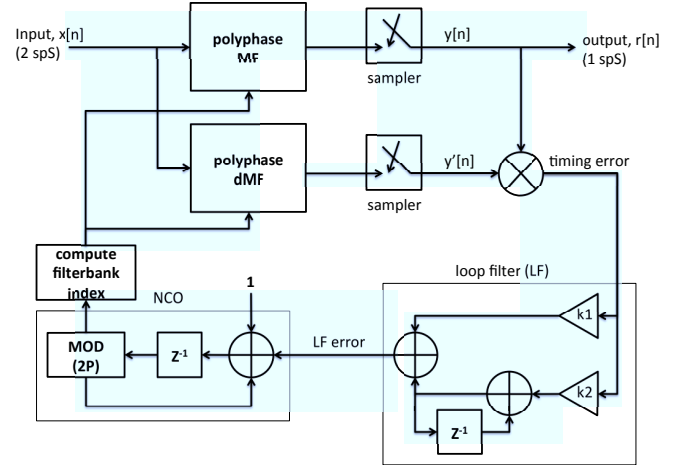 Input, x[n]
(2 spS)
polyphase
MF
sampler
y[n]
output, r[n]
(1 spS)
polyphase
dMF
sampler
y'[n]
timing error
compute
filterbank
index
NCO
1
loop filter (LF)
k1
MOD
(2P)
Z-1
LF error
k2
Z-1